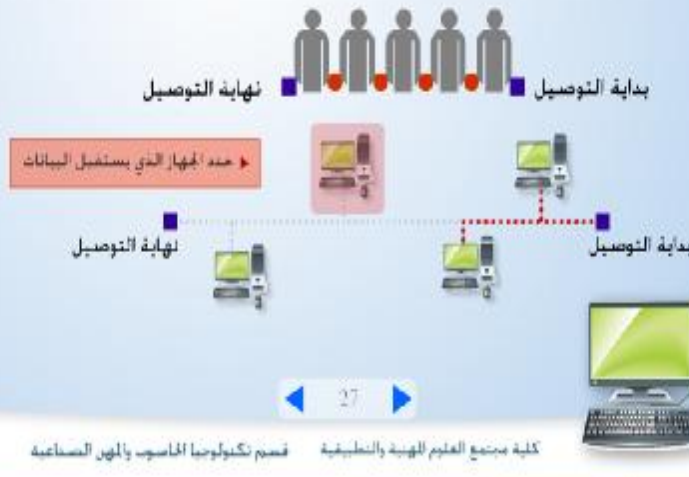 بداية التوصيل
نهاية التوصيل
حدد الجهاز الذي يستقبل البيانات
نهاية التوصيل
بداية التوصيل
27
كلية مجتمع العلوم المهنية والتطبيقية
قسم تكنولوجيا الحاسوب والمهن الصناعية